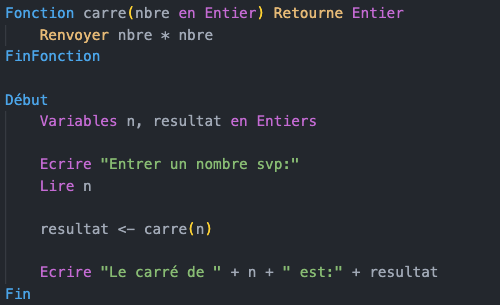 Fonction carre(nbre en Entier) Retourne Entier
    Renvoyer nbre * nbre
FinFonction

Début
    Variables n, resultat en Entiers

    Ecrire "Entrer un nombre svp:"
    Lire n

    resultat <- carre(n)

    Ecrire "Le carré de " + n + " est:" + resultat
Fin